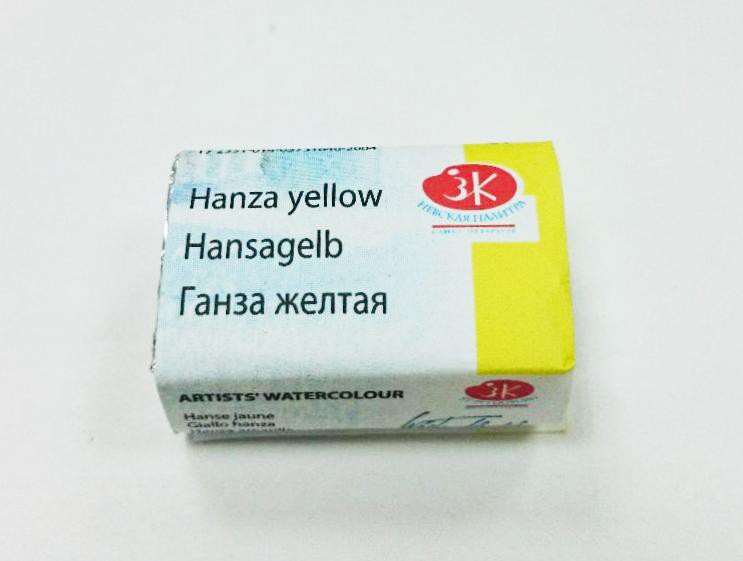 Hanza yellow
Hansagelb
Ганза желтая
ЗК
НЕВСКАЯ ПАЛИТРА
ARTISTS' WATERCOLOUR
Hanse jaune
Giallo hanza
ЗК